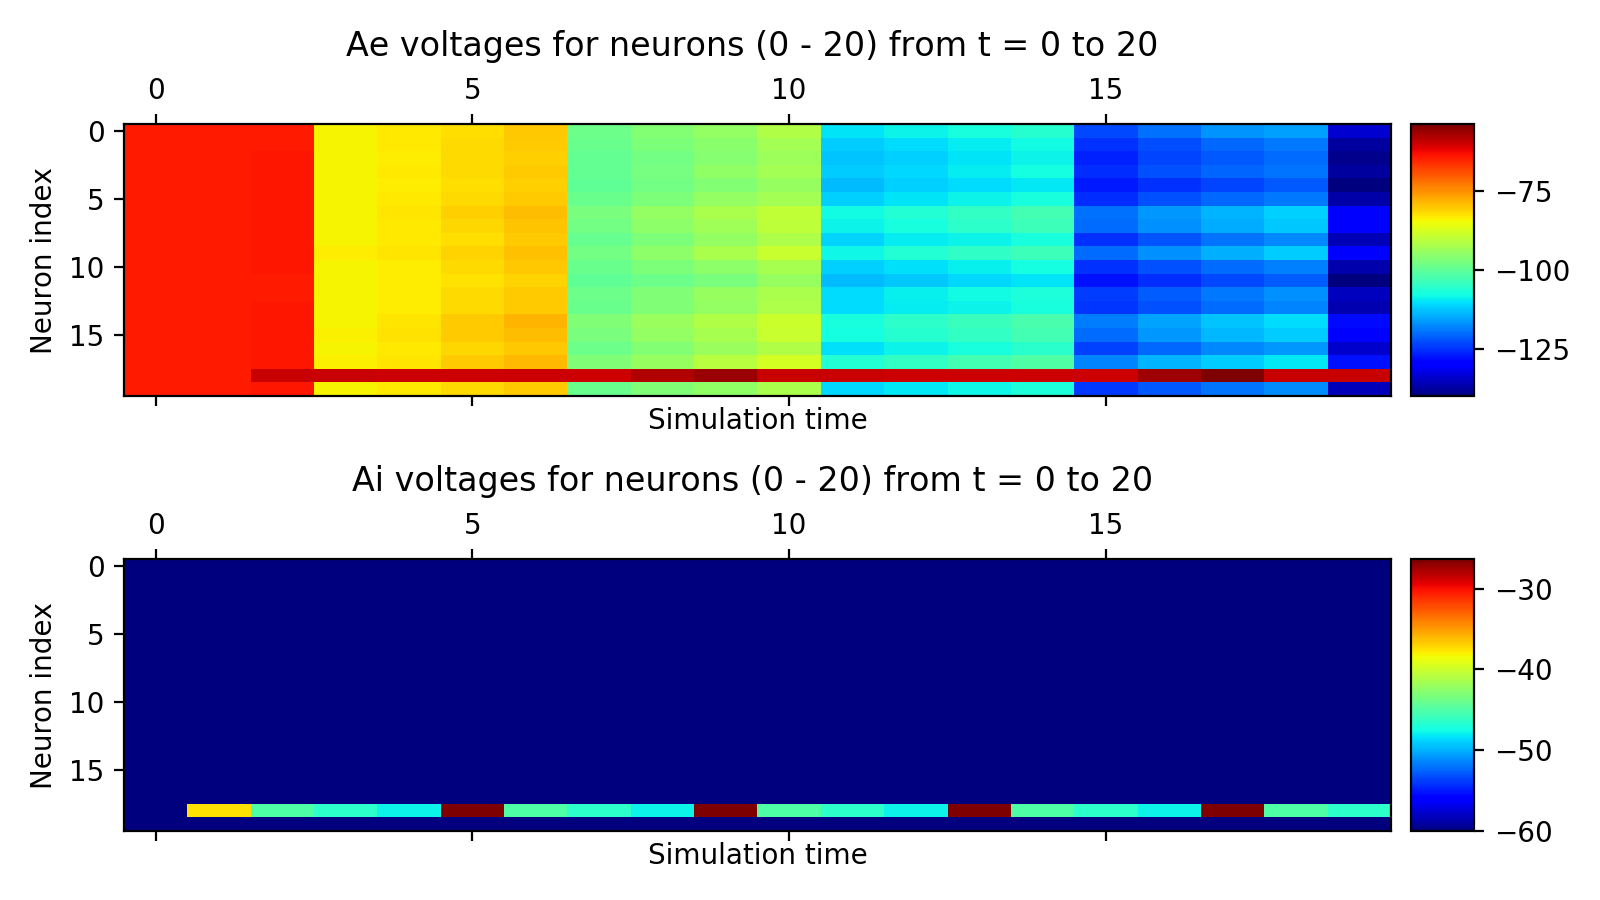 Ae voltages for neurons (0 - 20) from t = 0 to 20
0 5 10 15
Neuron index
0
5
10
15
−75
−100
−125
Simulation time
Ai voltages for neurons (0 - 20) from t = 0 to 20
0 5 10 15
Neuron index
0
5
10
15
−30
−40
−50
−60
Simulation time